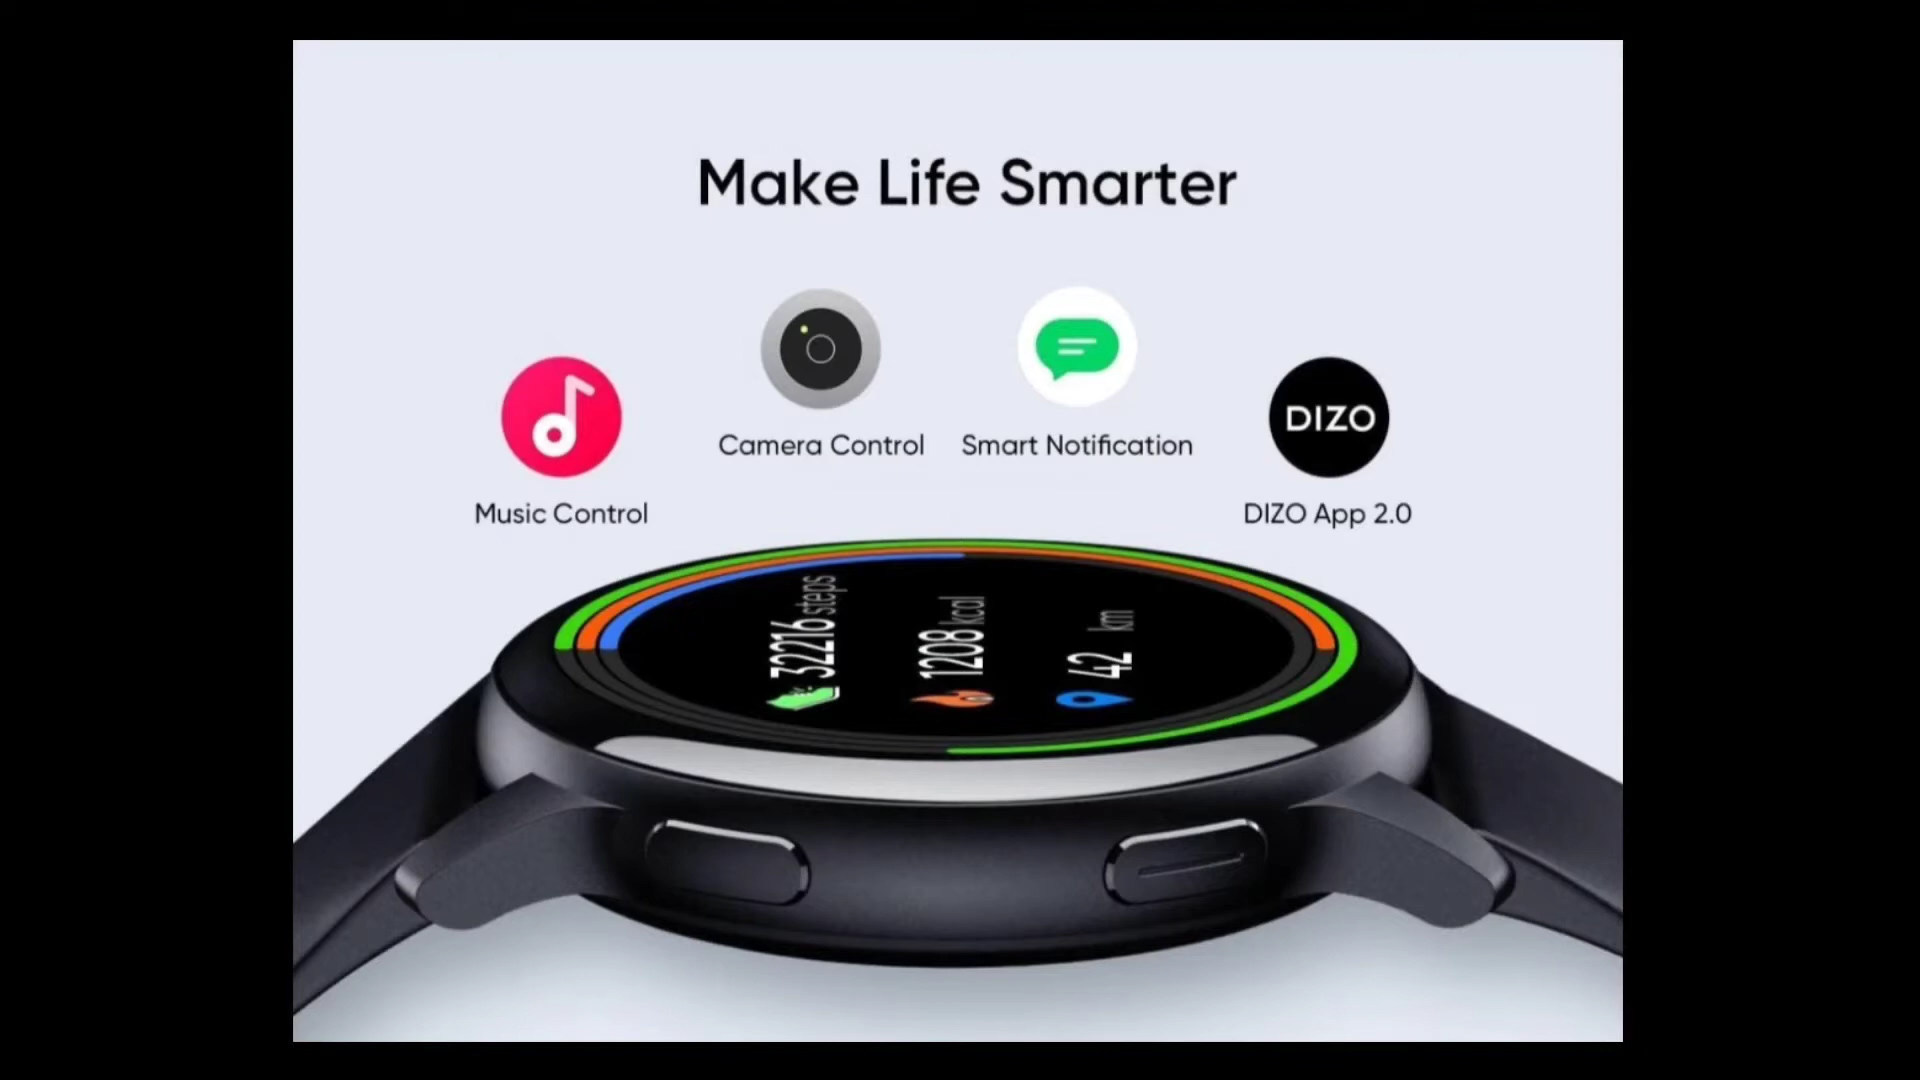 Make Life Smarter
Camera Control
Smart Notification
DIZO
Music Control
DIZO App 2.0
32216 steps
1208 kcal
42 km